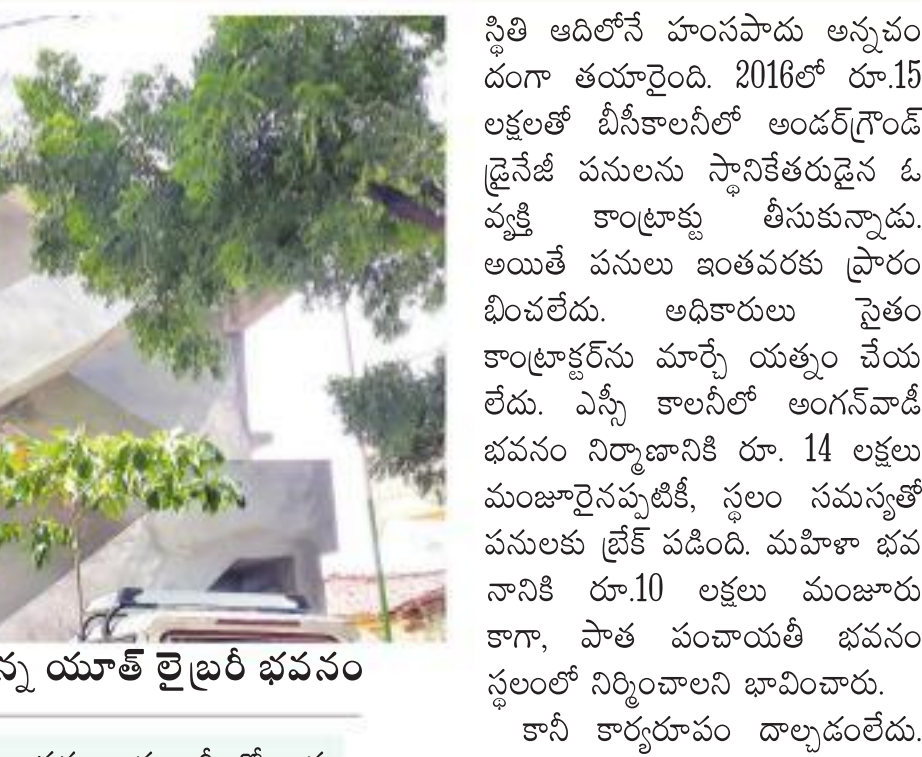 స్థితి ఆదిలోనే హంసపాదు అన్నచం
దంగా తయారైంది. 2016లో రూ.15
లక్షలతో బీసీకాలనీలో అండర్‌గ్రౌండ్
డ్రైనేజీ పనులను స్థానికేతరుడైన ఓ
వ్యక్తి కాంట్రాక్టు తీసుకున్నాడు.
అయితే పనులు ఇంతవరకు ప్రారం
భించలేదు. అధికారులు సైతం
కాంట్రాక్టర్‌ను మార్చే యత్నం చేయ
లేదు. ఎస్సీ కాలనీలో అంగన్‌వాడీ
భవనం నిర్మాణానికి రూ. 14 లక్షలు
మంజూరైనప్పటికీ, స్థలం సమస్యతో
పనులకు బ్రేక్ పడింది. మహిళా భవ
నానికి రూ.10 లక్షలు మంజూరు
కాగా, పాత పంచాయతీ భవనం
స్థలంలో నిర్మించాలని భావించారు.
కానీ కార్యరూపం దాల్చడంలేదు.
యూత్ లైబ్రరీ భవనం